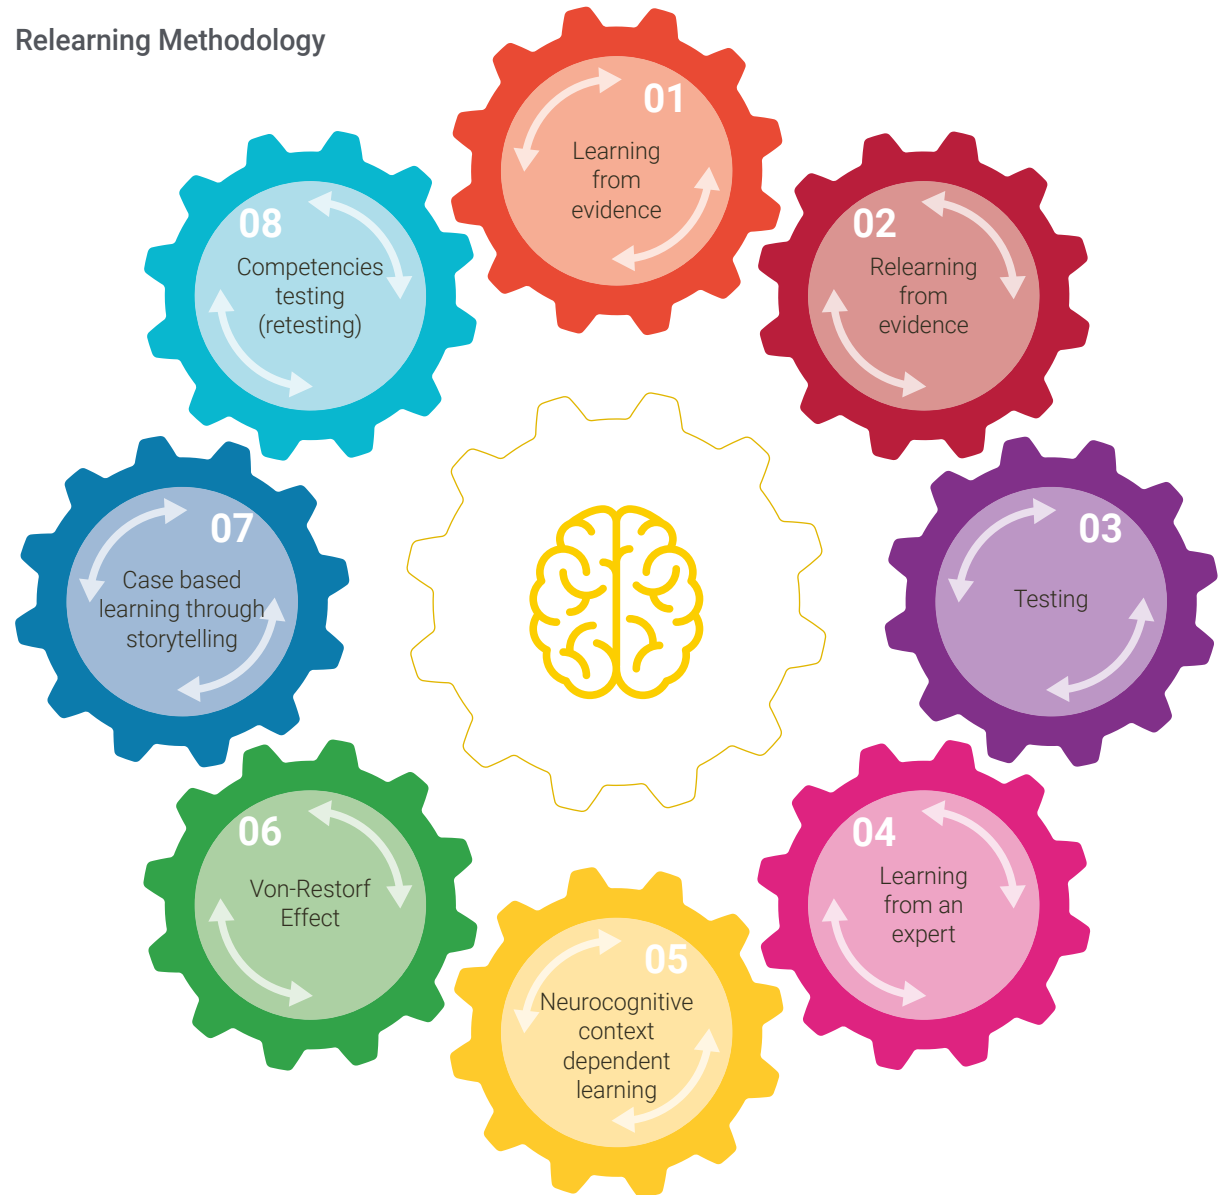 Relearning Methodology
01
Learning
from
evidence
02
Relearning
from
evidence
03
Testing
04
Learning
from an
expert
05
Neurocognitive
context
dependent
learning
06
Von-Restorf
Effect
07
Case based
learning through
storytelling
08
Competencies
testing
(retesting)